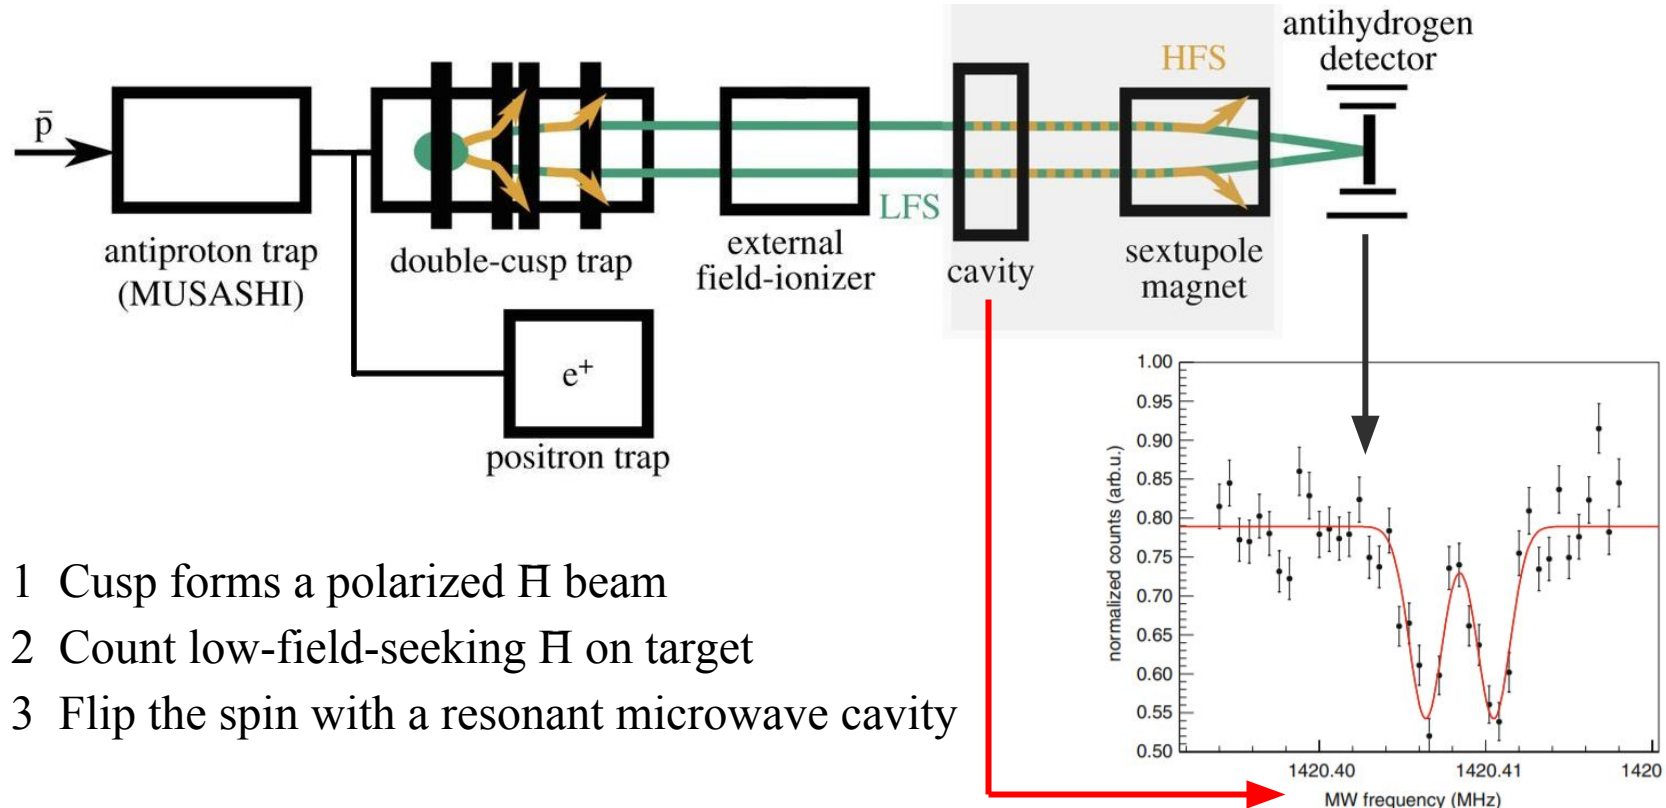 antihydrogen
detector
HFS
p̄
LFS
antiproton trap
(MUSASHI)
double-cusp trap
external
field-ionizer
cavity
sextupole
magnet
e⁺
positron trap
1 Cusp forms a polarized H̄ beam
2 Count low-field-seeking H̄ on target
3 Flip the spin with a resonant microwave cavity
normalized counts (arb.u.)
1.00
0.95
0.90
0.85
0.80
0.75
0.70
0.65
0.60
0.55
0.50
1420.40 1420.41 1420
MW frequency (MHz)